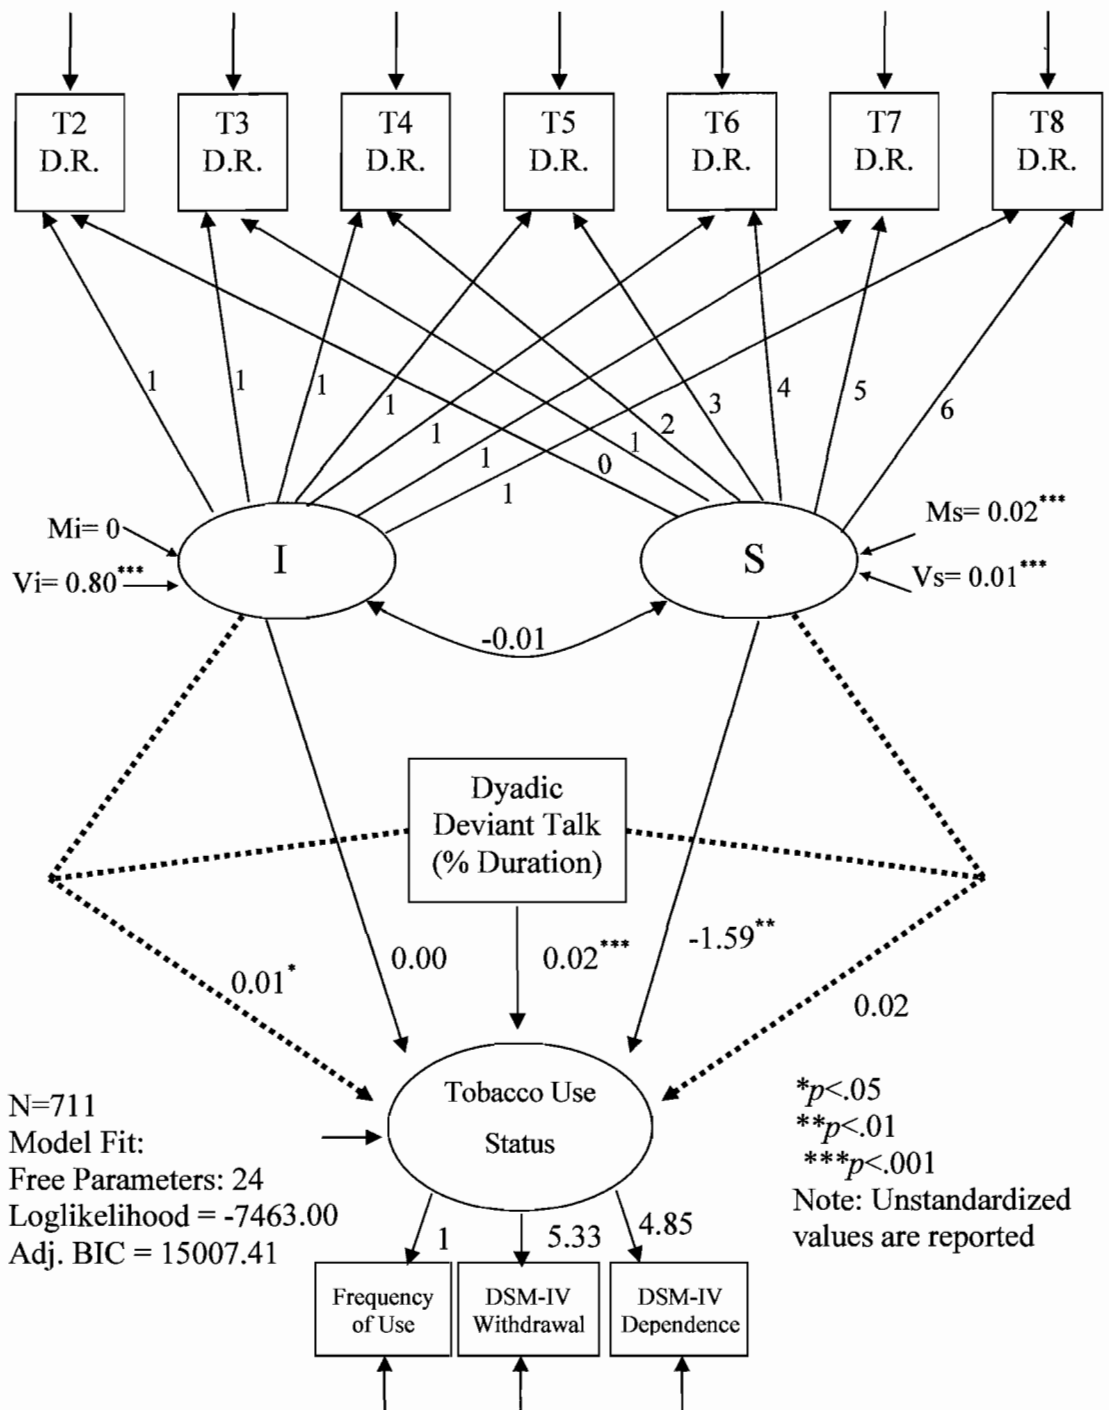 T2
D.R.
T3
D.R.
T4
D.R.
T5
D.R.
T6
D.R.
T7
D.R.
T8
D.R.
1
1
1
1
1
1
1
0
1
2
3
4
5
6
Mi= 0
Vi= 0.80***
I
S
Ms= 0.02***
Vs= 0.01***
-0.01
Dyadic
Deviant Talk
(% Duration)
0.01*
0.00
0.02***
-1.59**
0.02
Tobacco Use
Status
N=711
Model Fit:
Free Parameters: 24
Loglikelihood = -7463.00
Adj. BIC = 15007.41
*p<.05
**p<.01
***p<.001
Note: Unstandardized
values are reported
1
5.33
4.85
Frequency
of Use
DSM-IV
Withdrawal
DSM-IV
Dependence